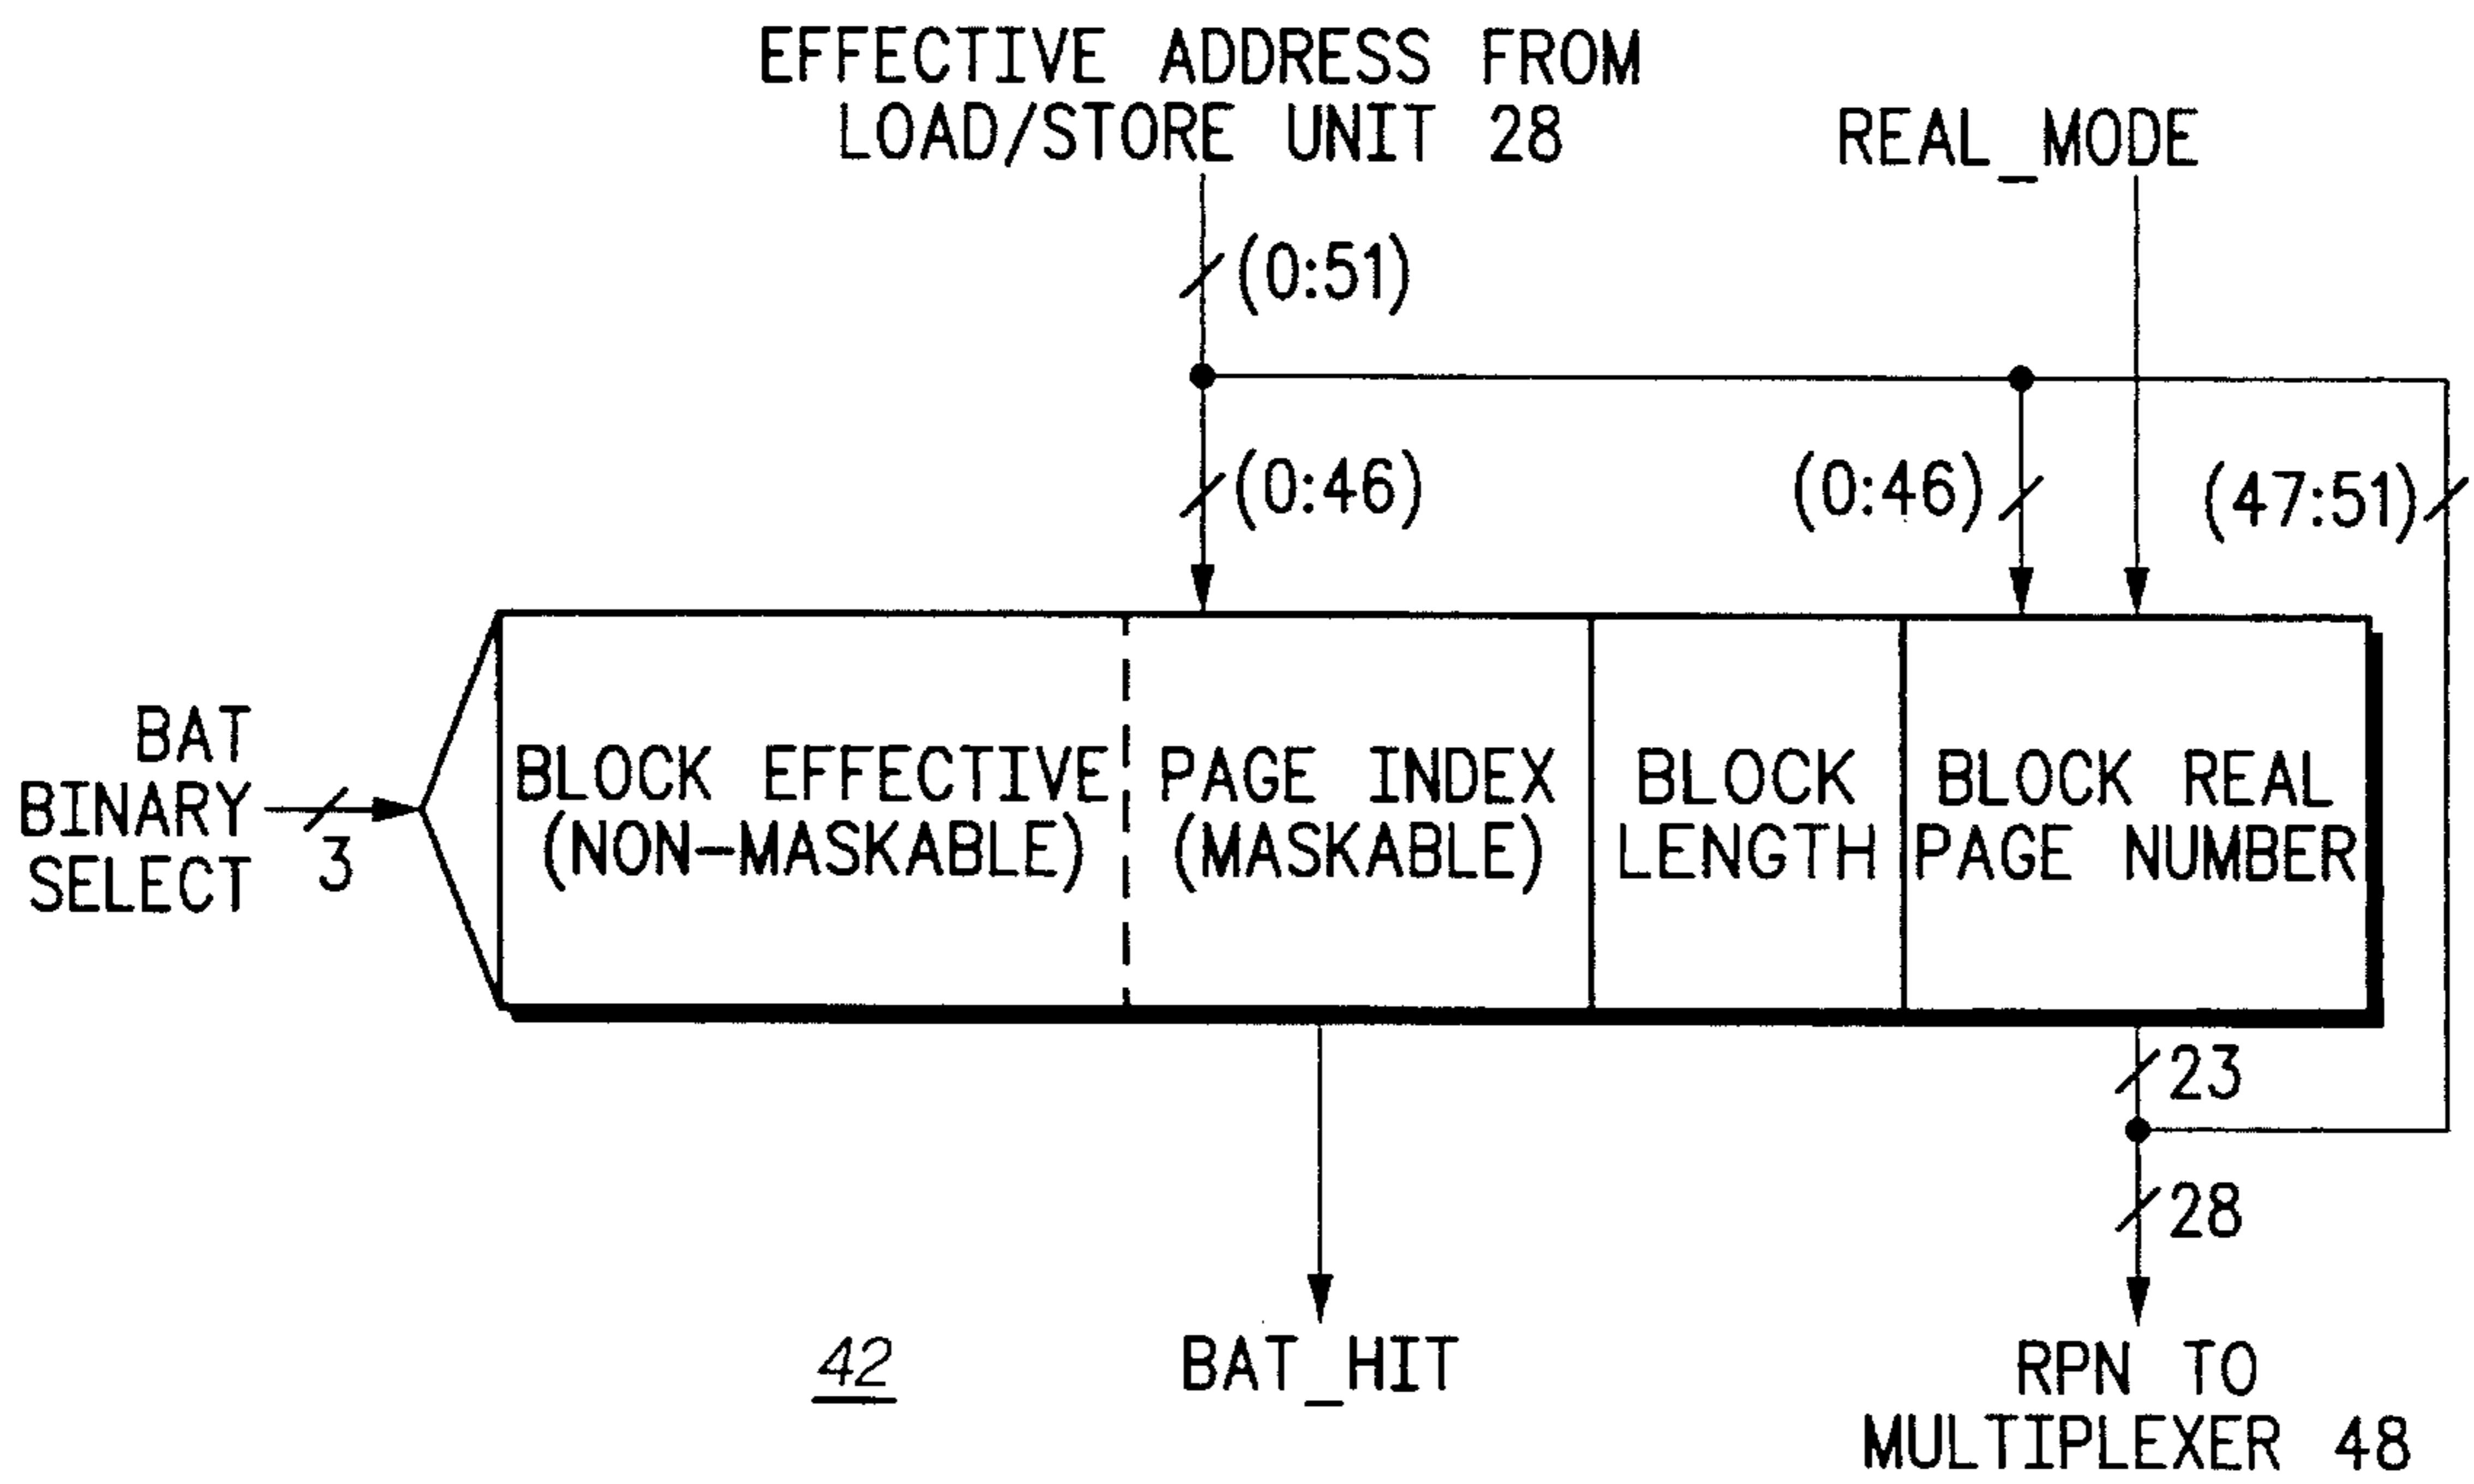 EFFECTIVE ADDRESS FROM
LOAD/STORE UNIT 28
REAL_MODE
(0:51)
(0:46)
(0:46)
(47:51)
BAT
BINARY
SELECT
3
BLOCK EFFECTIVE
(NON-MASKABLE)
PAGE INDEX
(MASKABLE)
BLOCK
LENGTH
BLOCK REAL
PAGE NUMBER
23
28
42
BAT_HIT
RPN TO
MULTIPLEXER 48